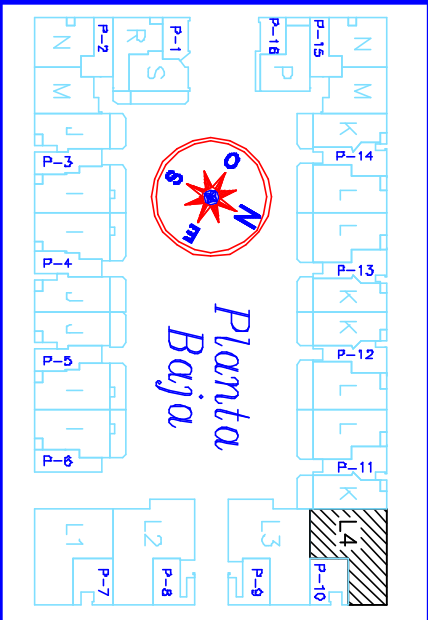 N
P-2
R
P-1
S
P-16
P
P-15
N
M
M
J
P-3
I
I
P-4
J
J
P-5
I
I
P-6
K
P-14
L
L
P-13
K
K
P-12
L
L
P-11
K
O
S
N
E
Planta
Baja
L1
P-7
L2
P-8
L3
P-9
L4
P-10